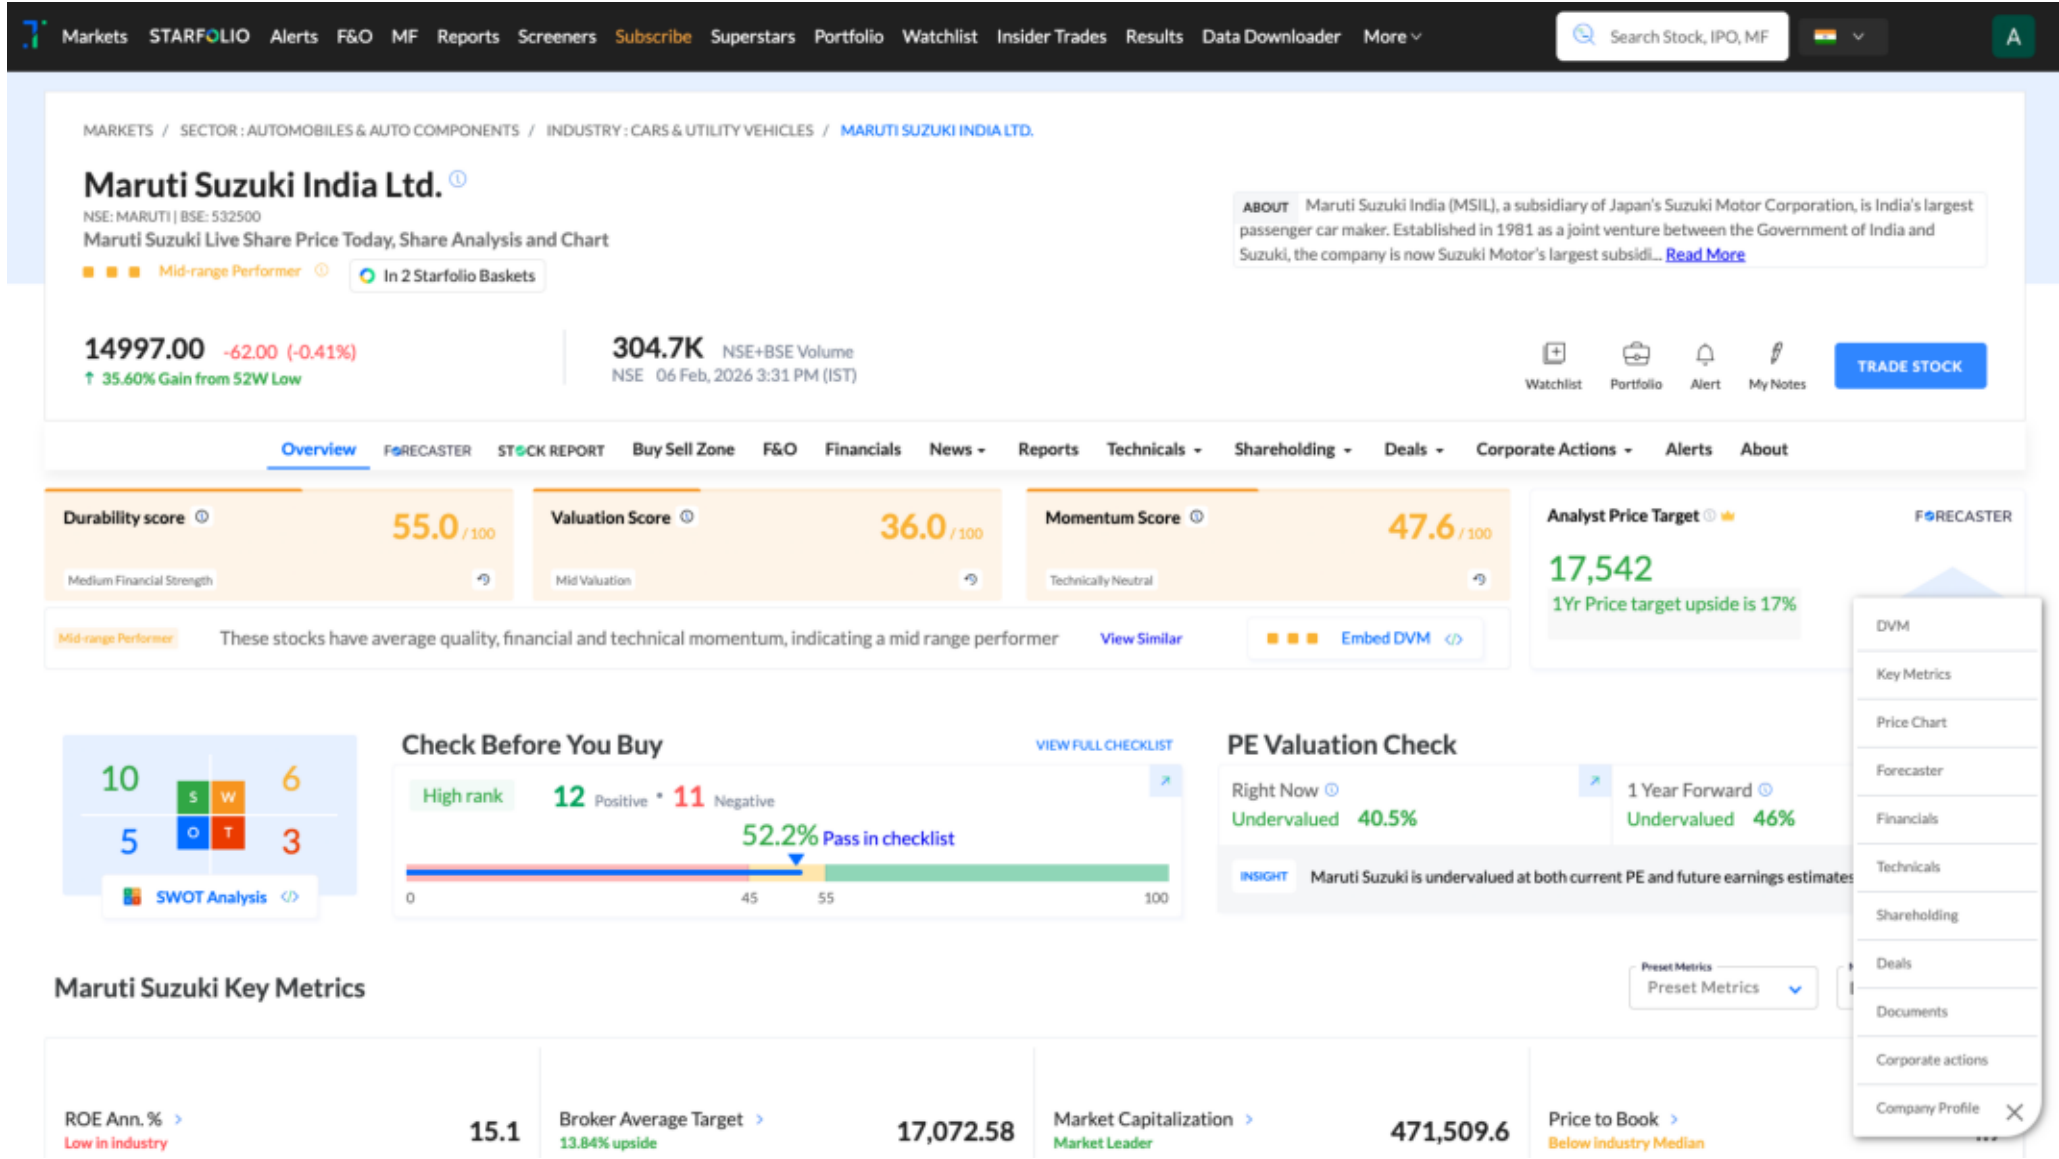 Markets STARFOLIO Alerts F&O MF Reports Screeners Subscribe Superstars Portfolio Watchlist Insider Trades Results Data Downloader More Search Stock, IPO, MF A
MARKETS / SECTOR : AUTOMOBILES & AUTO COMPONENTS / INDUSTRY : CARS & UTILITY VEHICLES / MARUTI SUZUKI INDIA LTD.
Maruti Suzuki India Ltd.
NSE: MARUTI | BSE: 532500
Maruti Suzuki Live Share Price Today, Share Analysis and Chart
Mid-range Performer In 2 Starfolio Baskets
ABOUT Maruti Suzuki India (MSIL), a subsidiary of Japan's Suzuki Motor Corporation, is India's largest
passenger car maker. Established in 1981 as a joint venture between the Government of India and
Suzuki, the company is now Suzuki Motor's largest subsidi... Read More
14997.00 -62.00 (-0.41%)
↑ 35.60% Gain from 52W Low
304.7K NSE+BSE Volume
NSE 06 Feb, 2026 3:31 PM (IST)
Watchlist Portfolio Alert My Notes TRADE STOCK
Overview FORECASTER STOCK REPORT Buy Sell Zone F&O Financials News Reports Technicals Shareholding Deals Corporate Actions Alerts About
Durability score 55.0 / 100
Medium Financial Strength
Valuation Score 36.0 / 100
Mid Valuation
Momentum Score 47.6 / 100
Technically Neutral
Analyst Price Target FORECASTER
17,542
1Yr Price target upside is 17%
Mid-range Performer These stocks have average quality, financial and technical momentum, indicating a mid range performer View Similar Embed DVM </>
10 6
S W
O T
5 3
SWOT Analysis </>
Check Before You Buy VIEW FULL CHECKLIST
High rank 12 Positive * 11 Negative
52.2% Pass in checklist
0 45 55 100
PE Valuation Check
Right Now
Undervalued 40.5%
1 Year Forward
Undervalued 46%
INSIGHT Maruti Suzuki is undervalued at both current PE and future earnings estimates
DVM
Key Metrics
Price Chart
Forecaster
Financials
Technicals
Shareholding
Deals
Documents
Corporate actions
Company Profile
Maruti Suzuki Key Metrics
Preset Metrics
Preset Metrics
ROE Ann. % 15.1
Low in industry
Broker Average Target 17,072.58
13.84% upside
Market Capitalization 471,509.6
Market Leader
Price to Book
Below industry Median